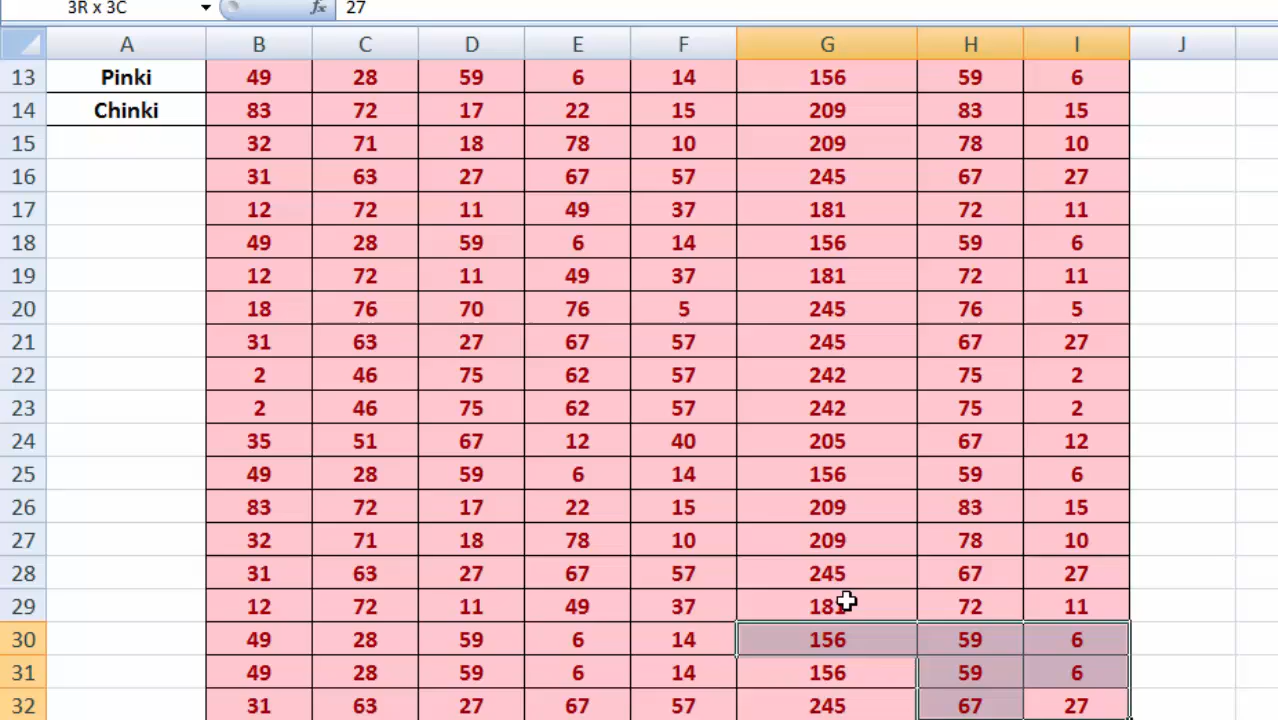 3R x 3C fx 27
A B C D E F G H I J
13 Pinki 49 28 59 6 14 156 59 6
14 Chinki 83 72 17 22 15 209 83 15
15 32 71 18 78 10 209 78 10
16 31 63 27 67 57 245 67 27
17 12 72 11 49 37 181 72 11
18 49 28 59 6 14 156 59 6
19 12 72 11 49 37 181 72 11
20 18 76 70 76 5 245 76 5
21 31 63 27 67 57 245 67 27
22 2 46 75 62 57 242 75 2
23 2 46 75 62 57 242 75 2
24 35 51 67 12 40 205 67 12
25 49 28 59 6 14 156 59 6
26 83 72 17 22 15 209 83 15
27 32 71 18 78 10 209 78 10
28 31 63 27 67 57 245 67 27
29 12 72 11 49 37 181 72 11
30 49 28 59 6 14 156 59 6
31 49 28 59 6 14 156 59 6
32 31 63 27 67 57 245 67 27